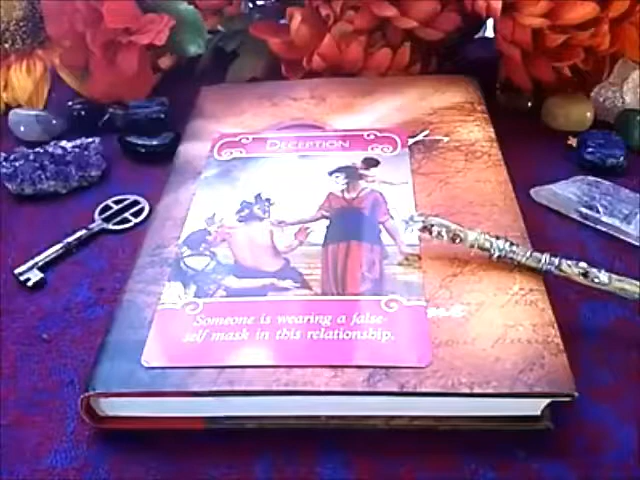 DECEPTION
Someone is wearing a false-
self mask in this relationship.